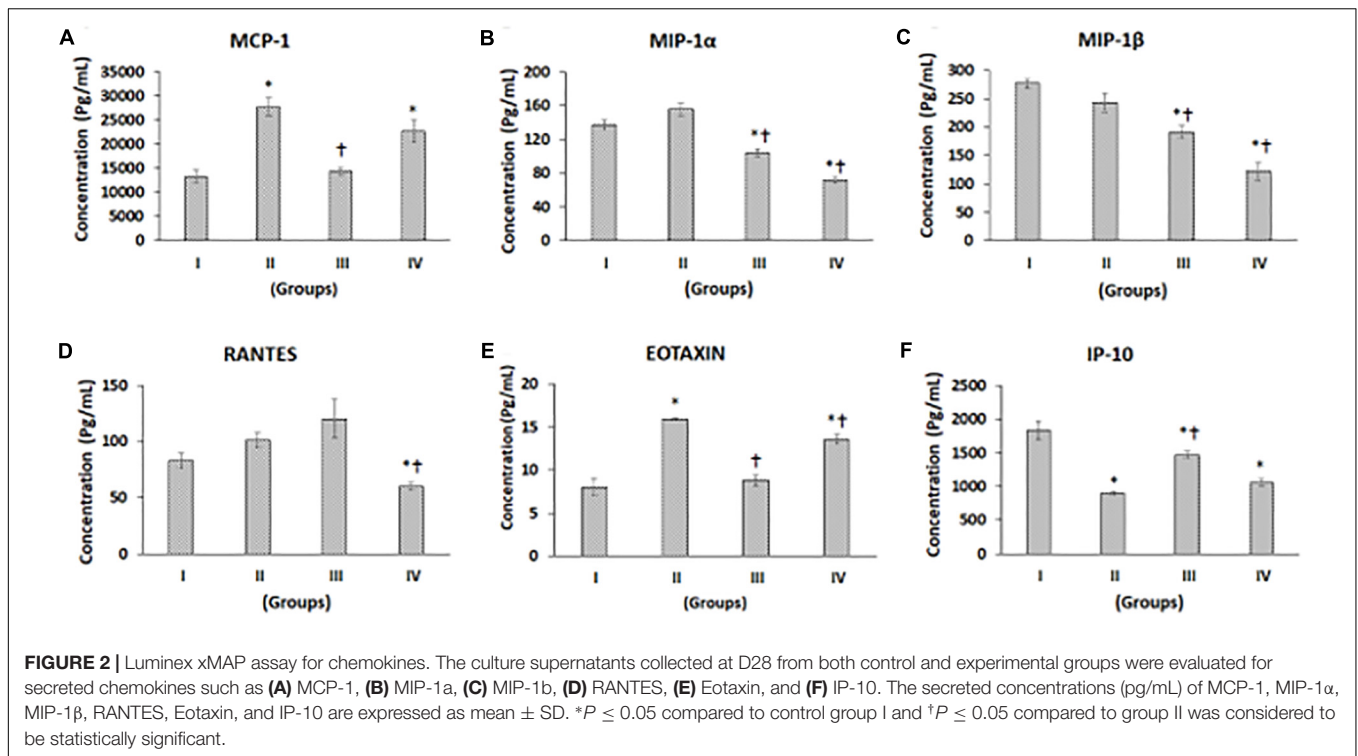 A
MCP-1
Concentration (Pg/mL)
35000
30000
25000
20000
15000
10000
5000
0
*
†
*
I II III IV
(Groups)
B
MIP-1α
Concentration (Pg/mL)
200
160
120
80
40
0
*†
*†
I II III IV
(Groups)
C
MIP-1β
Concentration (Pg/mL)
300
250
200
150
100
50
0
*†
*†
I II III IV
(Groups)
D
RANTES
Concentration (Pg/mL)
150
100
50
0
*†
I II III IV
(Groups)
E
EOTAXIN
Concentration (Pg/mL)
20
15
10
5
0
*
†
*†
I II III IV
(Groups)
F
IP-10
Concentration (Pg/mL)
2500
2000
1500
1000
500
0
*
*†
*
I II III IV
(Groups)
FIGURE 2 | Luminex xMAP assay for chemokines. The culture supernatants collected at D28 from both control and experimental groups were evaluated for
secreted chemokines such as (A) MCP-1, (B) MIP-1a, (C) MIP-1b, (D) RANTES, (E) Eotaxin, and (F) IP-10. The secreted concentrations (pg/mL) of MCP-1, MIP-1α,
MIP-1β, RANTES, Eotaxin, and IP-10 are expressed as mean ± SD. *P ≤ 0.05 compared to control group I and †P ≤ 0.05 compared to group II was considered to
be statistically significant.